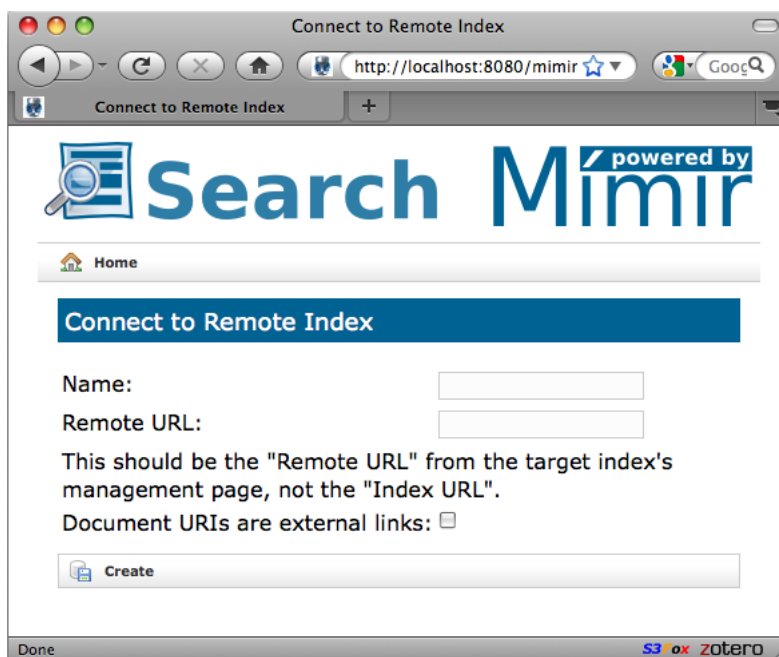 Connect to Remote Index
http://localhost:8080/mimir
Goog
Connect to Remote Index
+
Search
powered by
Mímir
Home
Connect to Remote Index
Name:
Remote URL:
This should be the "Remote URL" from the target index's
management page, not the "Index URL".
Document URIs are external links:
Create
Done
S3Fox zotero